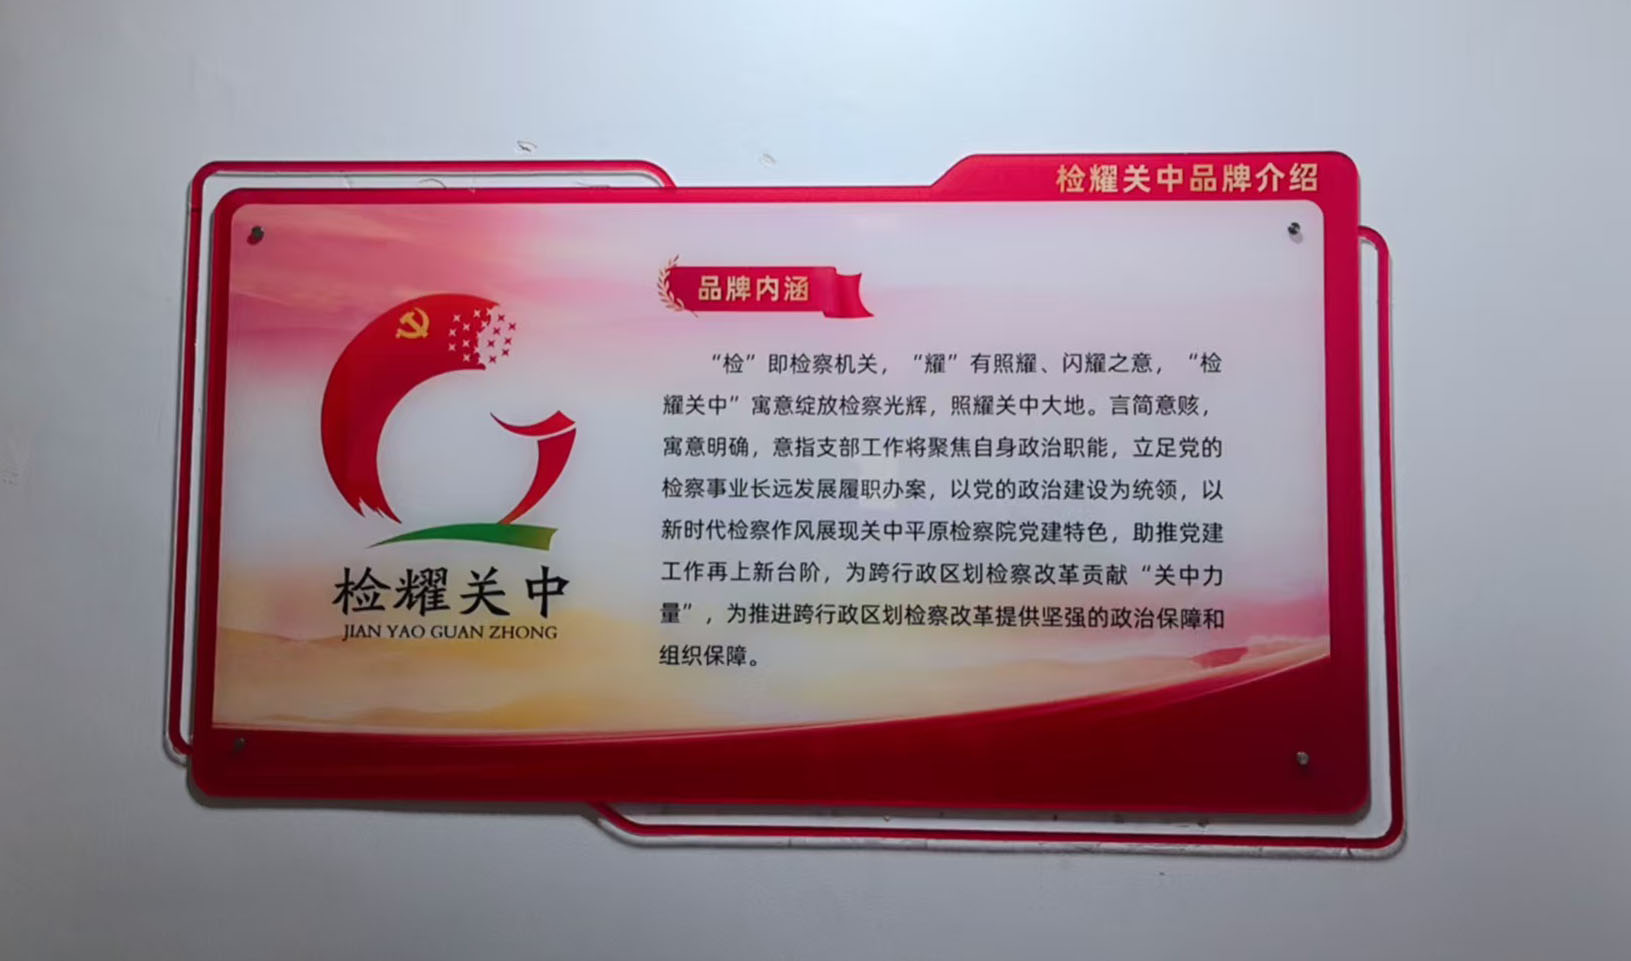 检耀关中品牌介绍
品牌内涵
“检”即检察机关，“耀”有照耀、闪耀之意，“检
耀关中”寓意绽放检察光辉，照耀关中大地。言简意赅，
寓意明确，意指支部工作将聚焦自身政治职能，立足党的
检察事业长远发展履职办案，以党的政治建设为统领，以
新时代检察作风展现关中平原检察院党建特色，助推党建
工作再上新台阶，为跨行政区划检察改革贡献“关中力
量”，为推进跨行政区划检察改革提供坚强的政治保障和
组织保障。
检耀关中
JIAN YAO GUAN ZHONG